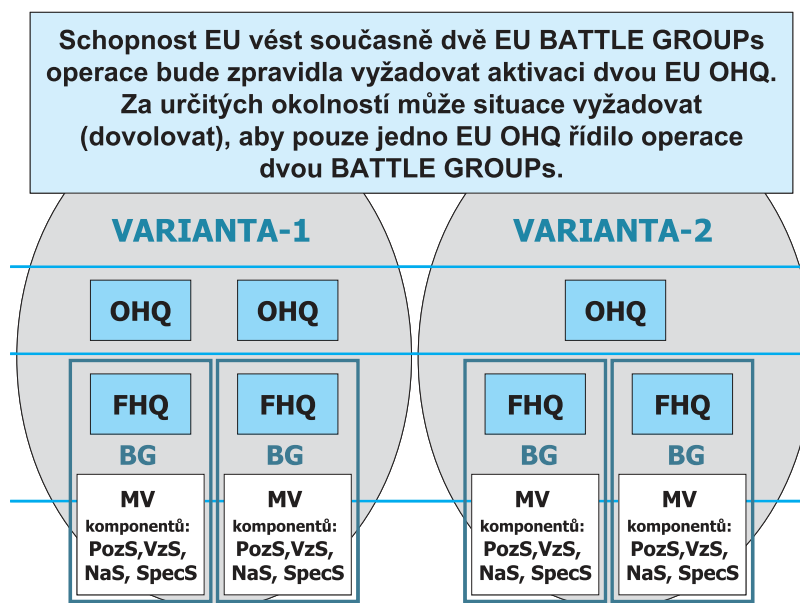 Schopnost EU vést současně dvě EU BATTLE GROUPs
operace bude zpravidla vyžadovat aktivaci dvou EU OHQ.
Za určitých okolností může situace vyžadovat
(dovolovat), aby pouze jedno EU OHQ řídilo operace
dvou BATTLE GROUPs.
VARIANTA-1
OHQ
OHQ
FHQ
BG
MV
komponentů:
PozS,VzS,
NaS, SpecS
FHQ
BG
MV
komponentů:
PozS,VzS,
NaS, SpecS
VARIANTA-2
OHQ
FHQ
BG
MV
komponentů:
PozS,VzS,
NaS, SpecS
FHQ
BG
MV
komponentů:
PozS,VzS,
NaS, SpecS